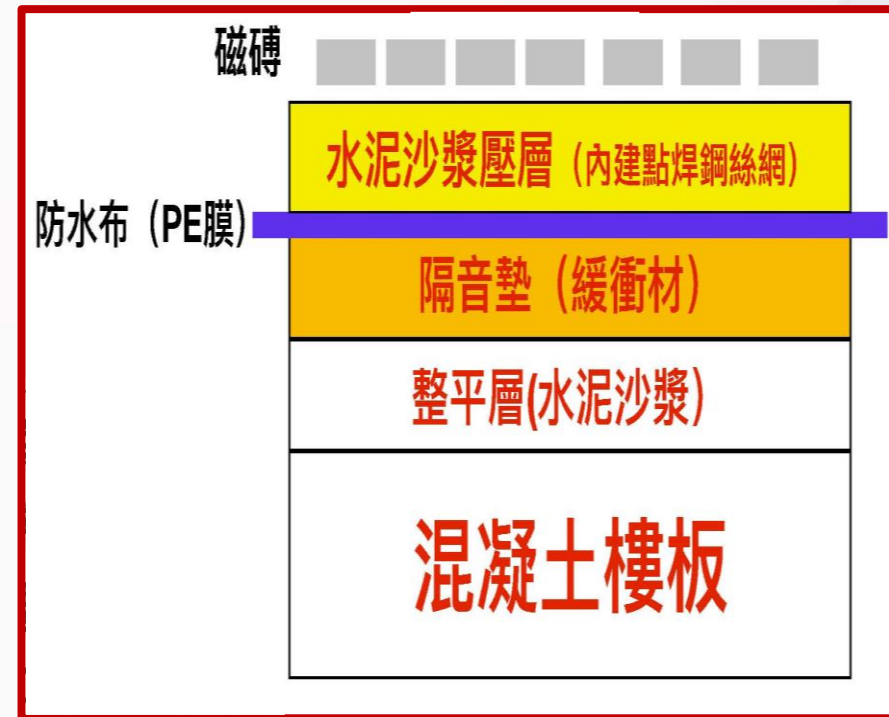 磁磚
水泥沙漿壓層（內建點焊鋼絲網）
防水布（PE膜）
隔音墊（緩衝材）
整平層(水泥沙漿）
混凝土樓板